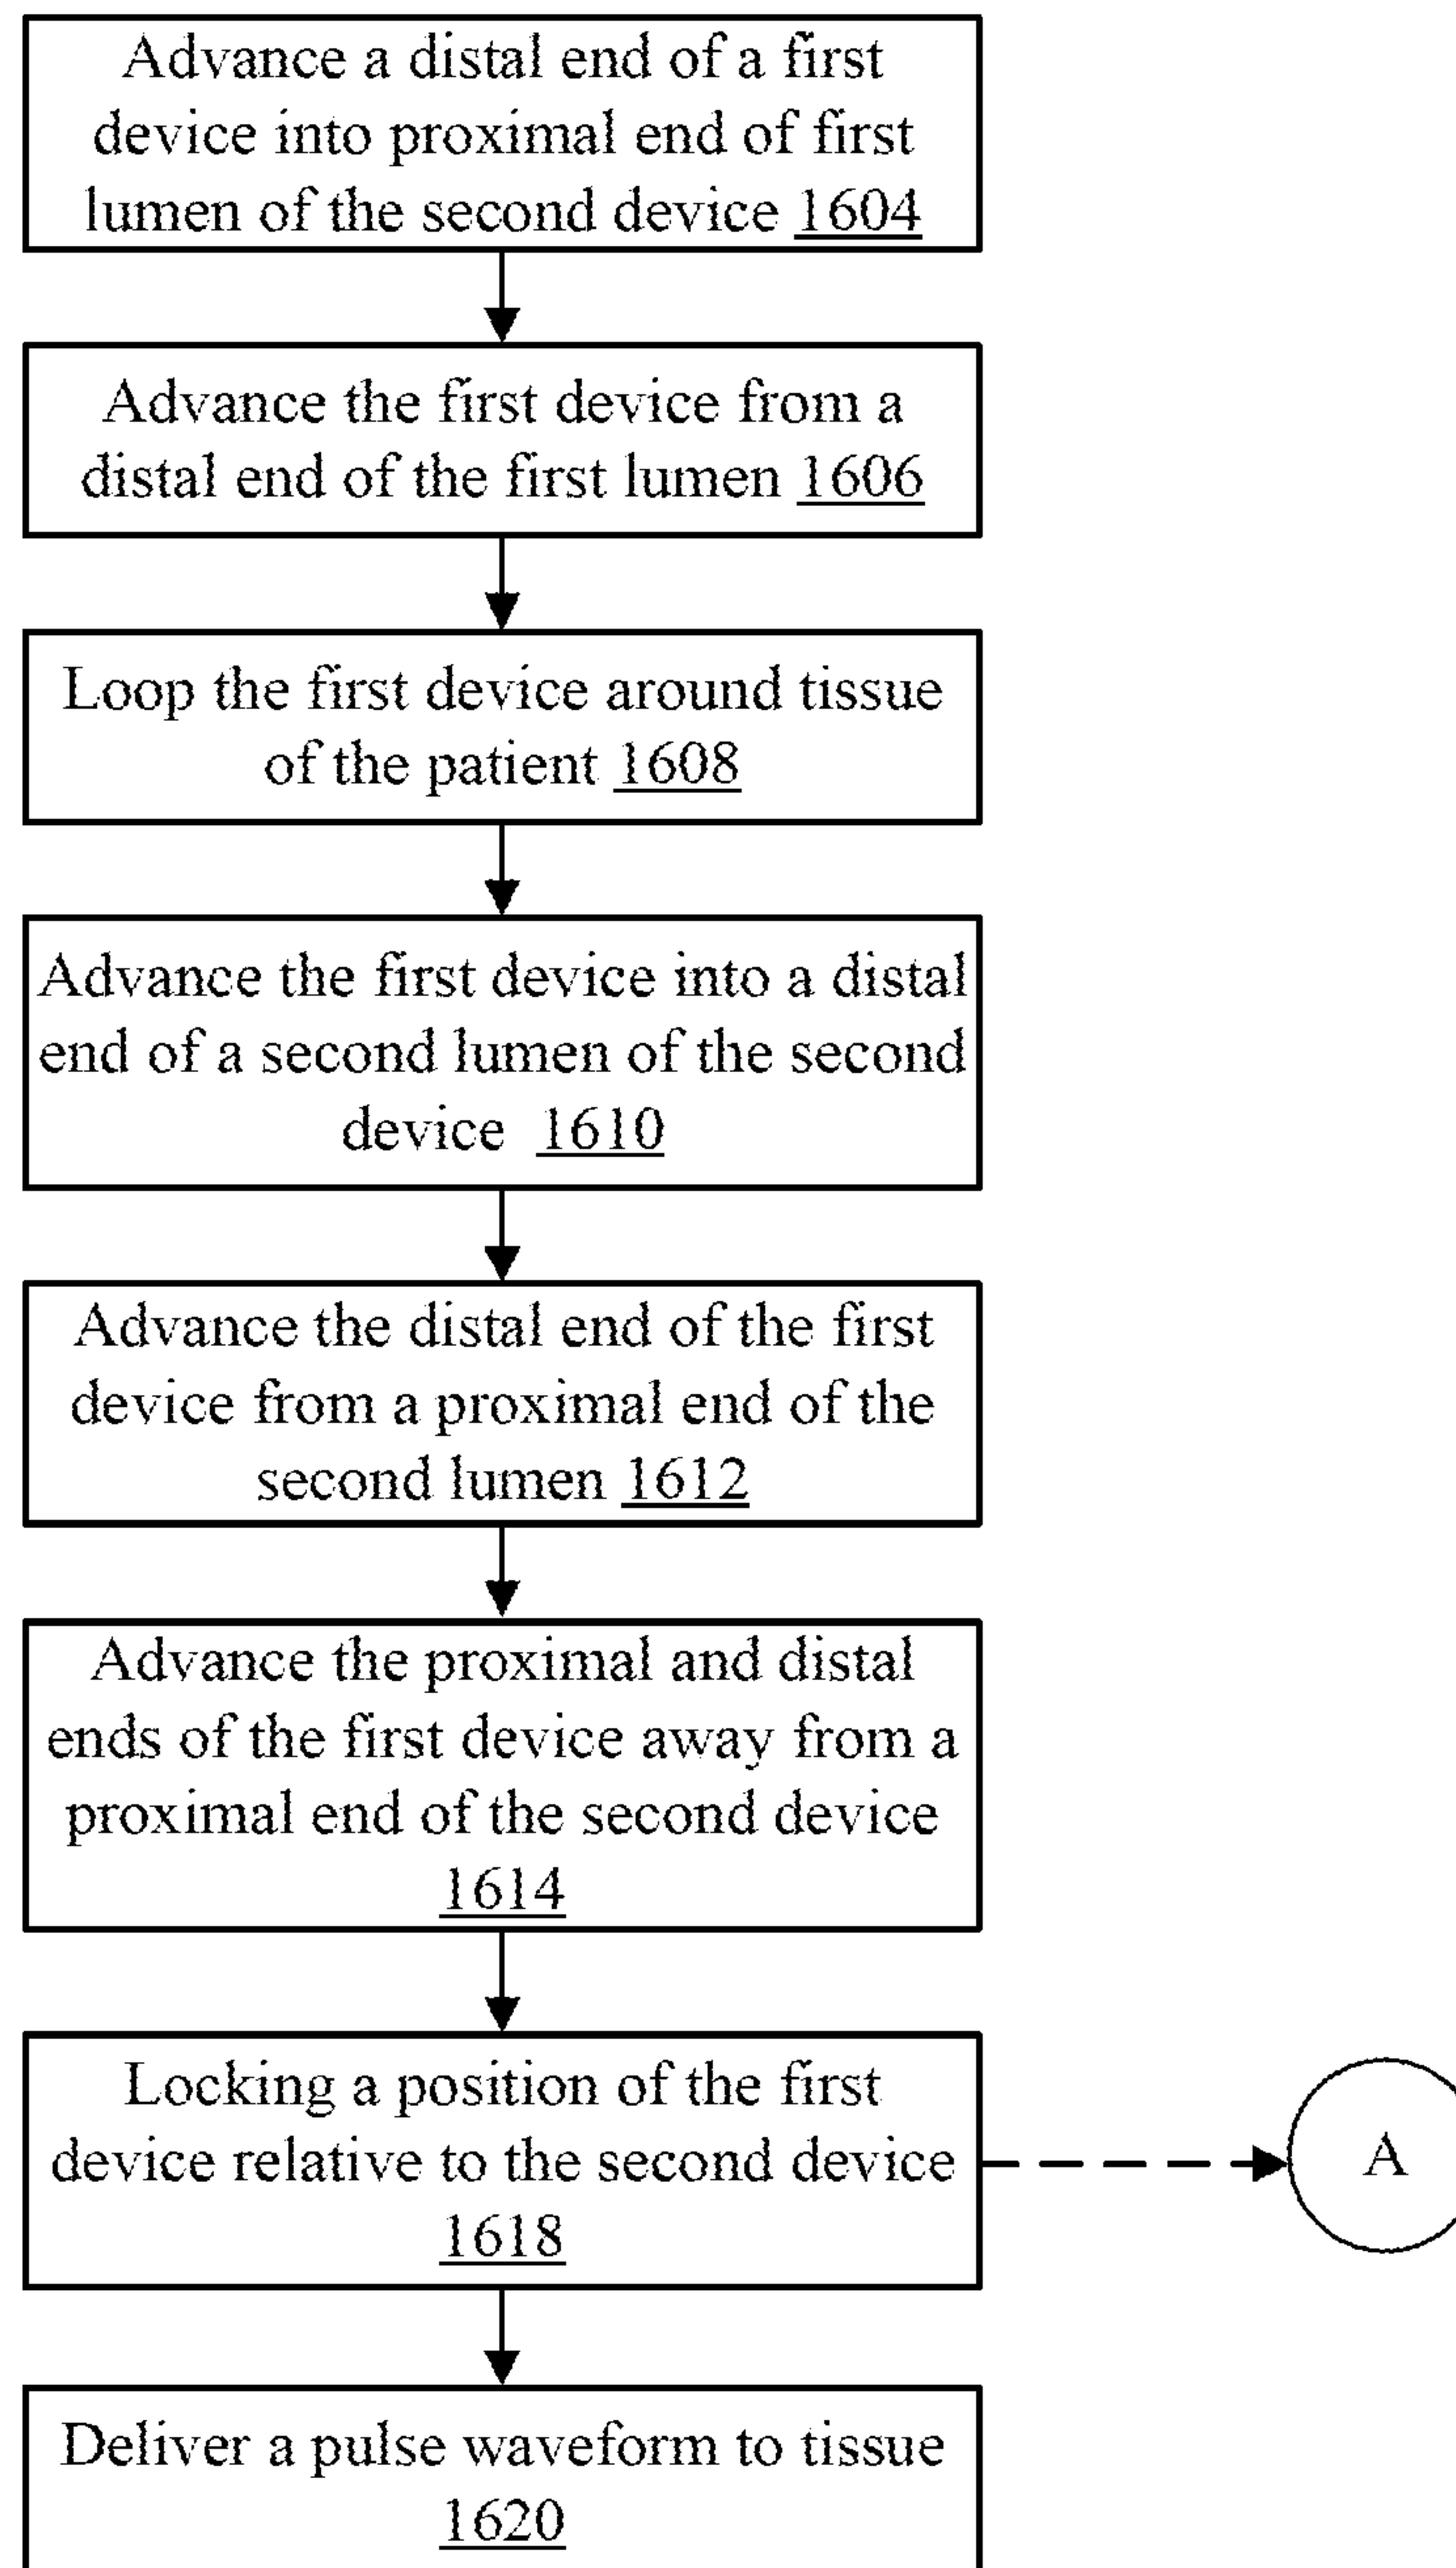 Advance a distal end of a first
device into proximal end of first
lumen of the second device 1604
Advance the first device from a
distal end of the first lumen 1606
Loop the first device around tissue
of the patient 1608
Advance the first device into a distal
end of a second lumen of the second
device 1610
Advance the distal end of the first
device from a proximal end of the
second lumen 1612
Advance the proximal and distal
ends of the first device away from a
proximal end of the second device
1614
Locking a position of the first
device relative to the second device
1618
A
Deliver a pulse waveform to tissue
1620